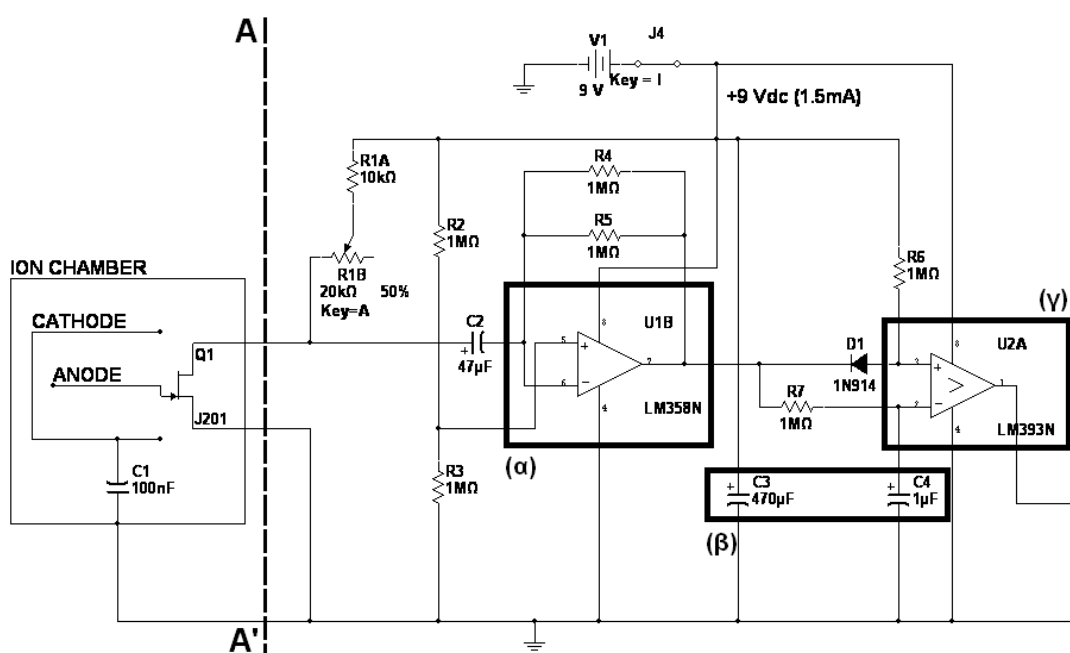 A
V1
J4
Key = I
9 V
+9 Vdc (1.5mA)
R1A
10kΩ
R4
1MΩ
R2
1MΩ
R5
1MΩ
R6
1MΩ
R1B
20kΩ 50%
Key=A
ION CHAMBER
CATHODE
Q1
ANODE
J201
C1
100nF
C2
+
47µF
U1B
8
5
+
6
−
7
4
LM358N
(α)
D1
1N914
R7
1MΩ
(γ)
U2A
8
3
+
>
2
−
1
4
LM393N
R3
1MΩ
+
C3
470µF
+
C4
1µF
(β)
A'